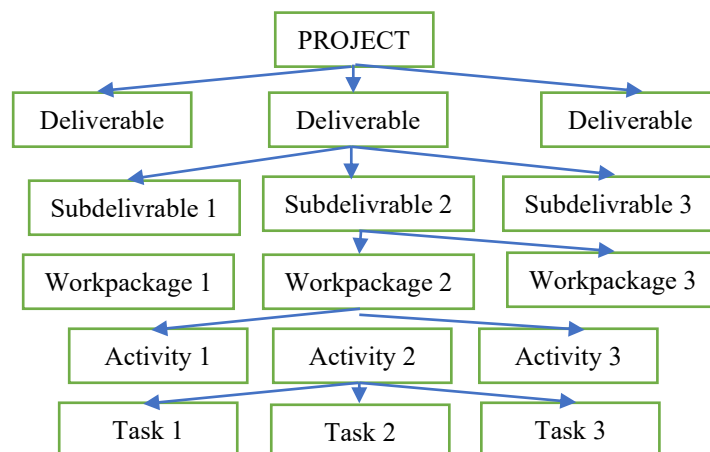 PROJECT
Deliverable
Deliverable
Deliverable
Subdelivrable 1
Subdelivrable 2
Subdelivrable 3
Workpackage 1
Workpackage 2
Workpackage 3
Activity 1
Activity 2
Activity 3
Task 1
Task 2
Task 3